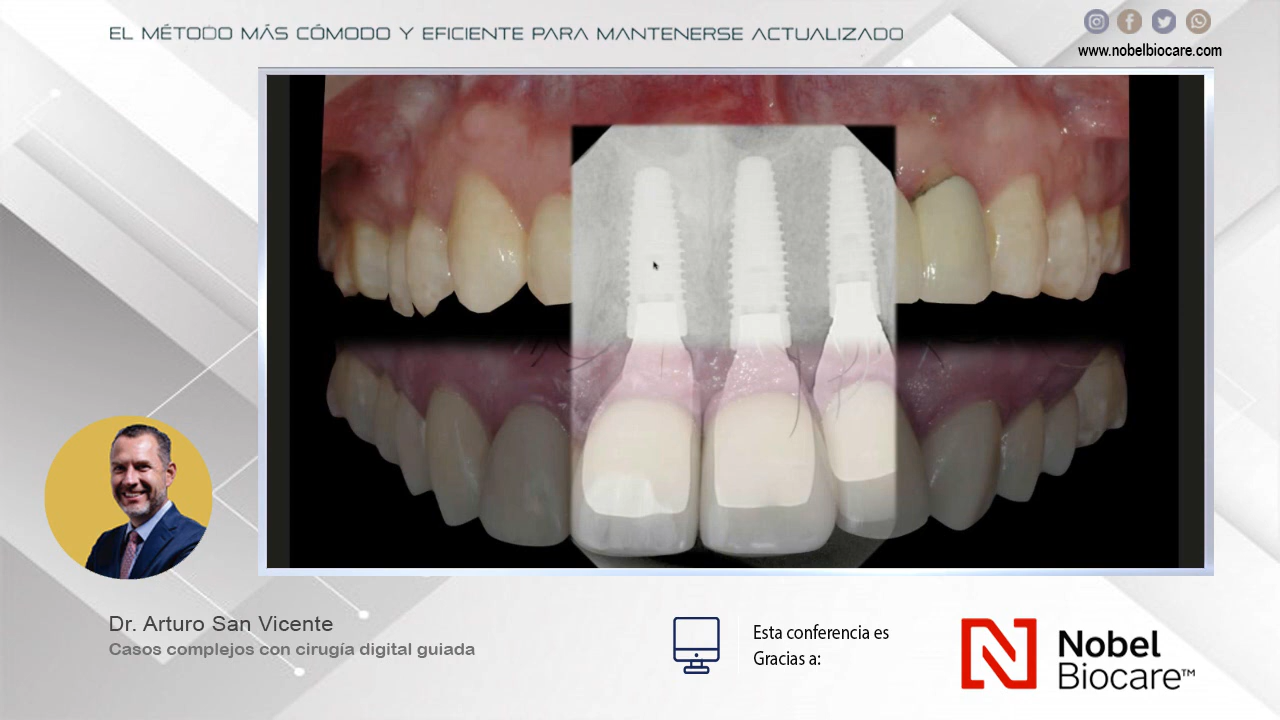 EL MÉTODO MÁS CÓMODO Y EFICIENTE PARA MANTENERSE ACTUALIZADO
www.nobelbiocare.com
Dr. Arturo San Vicente
Casos complejos con cirugía digital guiada
Esta conferencia es
Gracias a:
Nobel
Biocare™